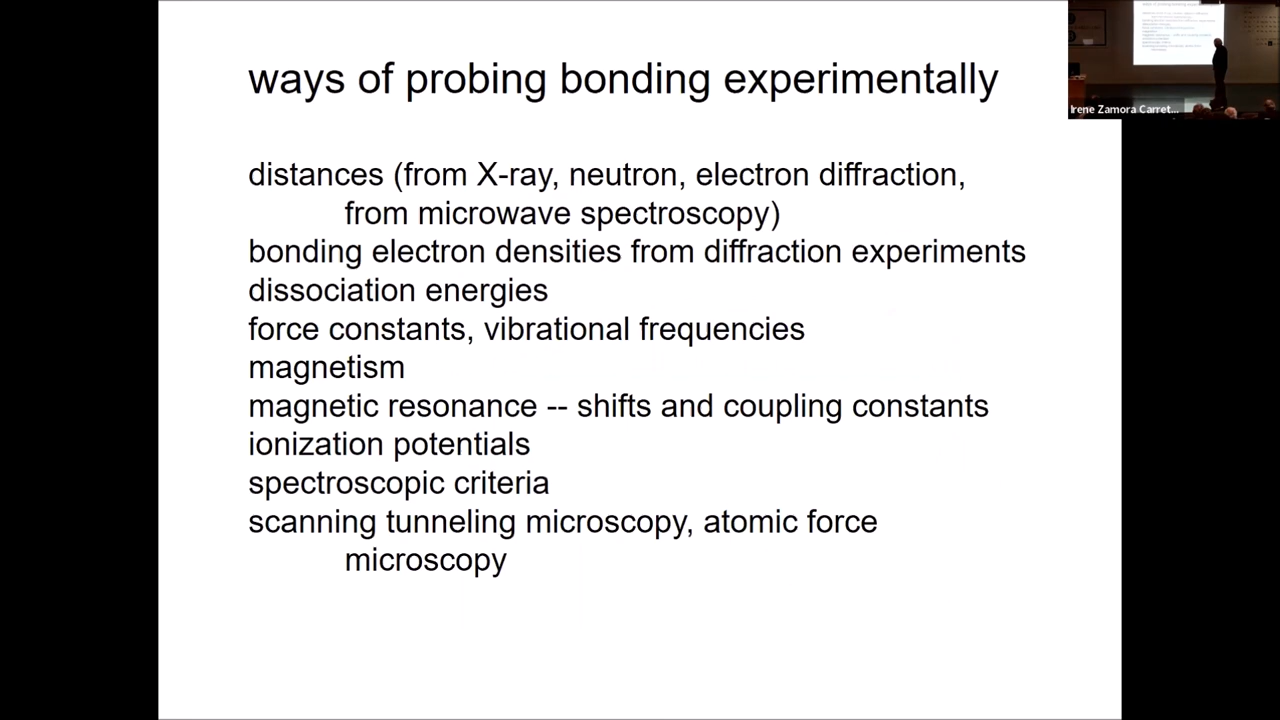 ways of probing bonding experimentally
distances (from X-ray, neutron, electron diffraction,
from microwave spectroscopy)
bonding electron densities from diffraction experiments
dissociation energies
force constants, vibrational frequencies
magnetism
magnetic resonance -- shifts and coupling constants
ionization potentials
spectroscopic criteria
scanning tunneling microscopy, atomic force
microscopy
Irene Zamora Carret...